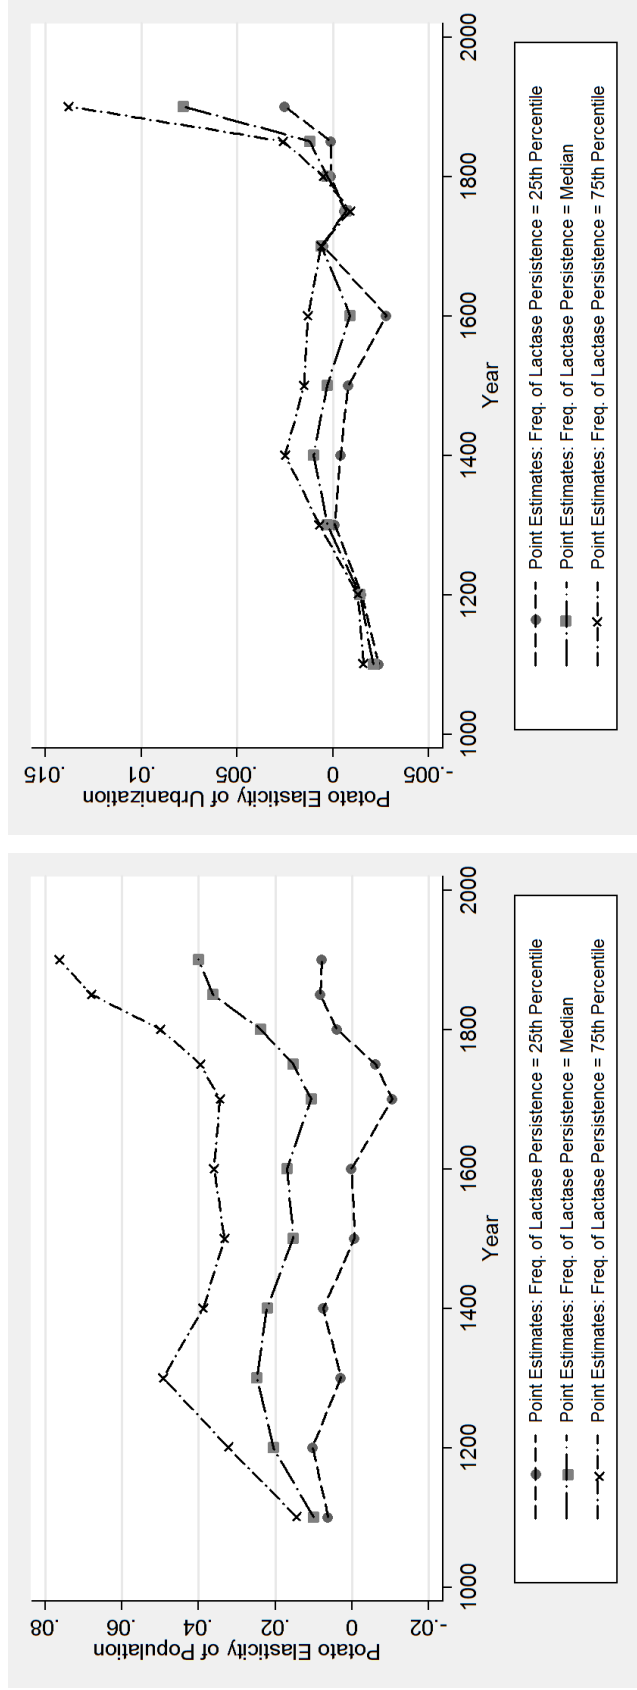 Potato Elasticity of Population
.08
.06
.04
.02
0
-.02
1000
1200
1400
1600
1800
2000
Year
Point Estimates: Freq. of Lactase Persistence = 25th Percentile
Point Estimates: Freq. of Lactase Persistence = Median
Point Estimates: Freq. of Lactase Persistence = 75th Percentile
Potato Elasticity of Urbanization
.015
.01
.005
0
-.005
1000
1200
1400
1600
1800
2000
Year
Point Estimates: Freq. of Lactase Persistence = 25th Percentile
Point Estimates: Freq. of Lactase Persistence = Median
Point Estimates: Freq. of Lactase Persistence = 75th Percentile